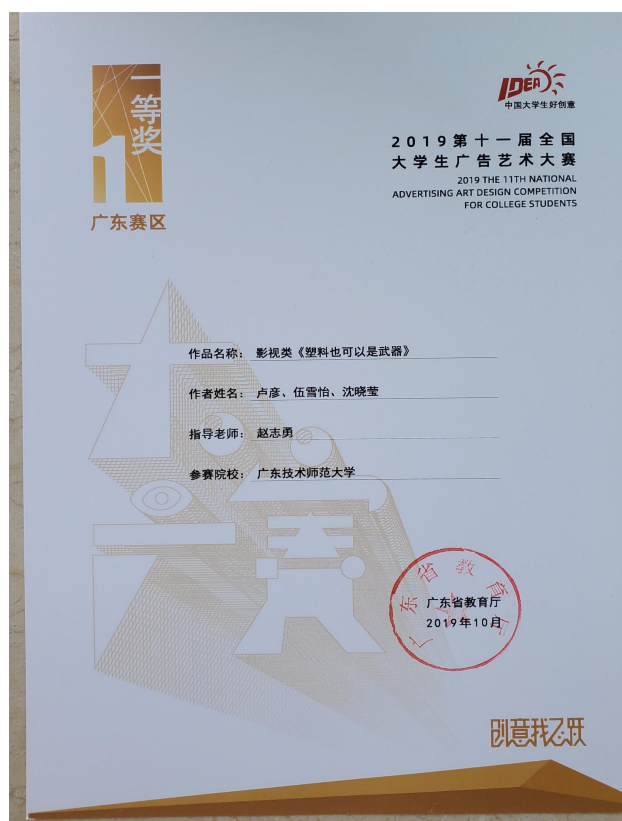 一等奖
1
广东赛区
IDEA
中国大学生好创意
2019第十一届全国
大学生广告艺术大赛
2019 THE 11TH NATIONAL
ADVERTISING ART DESIGN COMPETITION
FOR COLLEGE STUDENTS
大广赛
作品名称： 影视类《塑料也可以是武器》
作者姓名： 卢彦、伍雪怡、沈晓莹
指导老师： 赵志勇
参赛院校： 广东技术师范大学
广东省教育厅
广东省教育厅
2019年10月
创意我飞跃